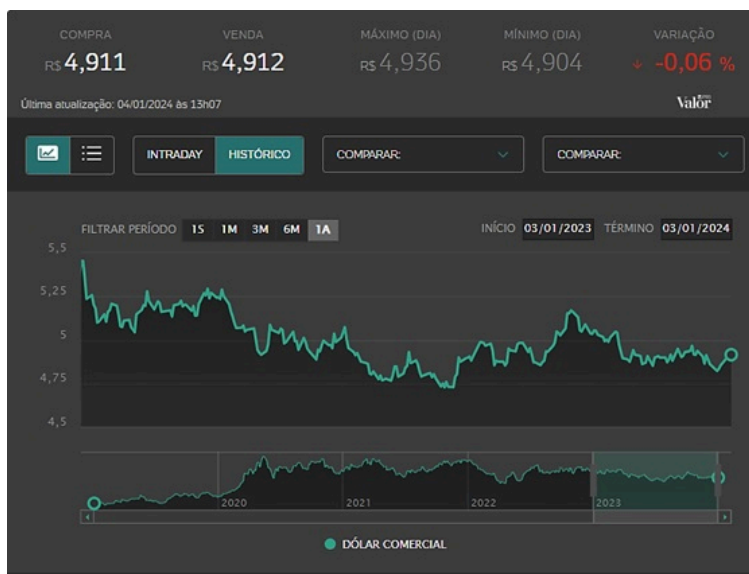 COMPRA VENDA MÁXIMO (DIA) MÍNIMO (DIA) VARIAÇÃO
R$ 4,911 R$ 4,912 R$ 4,936 R$ 4,904 -0,06 %
Última atualização: 04/01/2024 às 13h07 Valor
INTRADAY HISTÓRICO COMPARAR: COMPARAR:
FILTRAR PERÍODO 1S 1M 3M 6M 1A INÍCIO 03/01/2023 TÉRMINO 03/01/2024
5,5
5,25
5
4,75
4,5
2020 2021 2022 2023
DÓLAR COMERCIAL